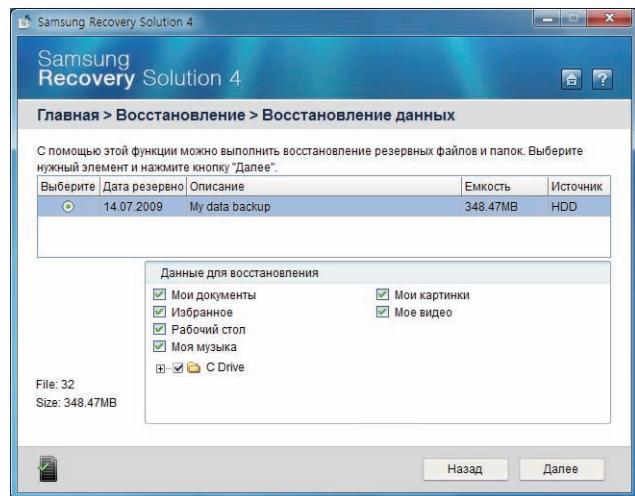 Samsung Recovery Solution 4
Samsung
Recovery Solution 4
Главная > Восстановление > Восстановление данных
С помощью этой функции можно выполнить восстановление резервных файлов и папок. Выберите
нужный элемент и нажмите кнопку "Далее".
Выберите Дата резервно Описание Емкость Источник
14.07.2009 My data backup 348.47MB HDD
Данные для восстановления
Мои документы Мои картинки
Избранное Мое видео
Рабочий стол
Моя музыка
C Drive
File: 32
Size: 348.47MB
Назад Далее